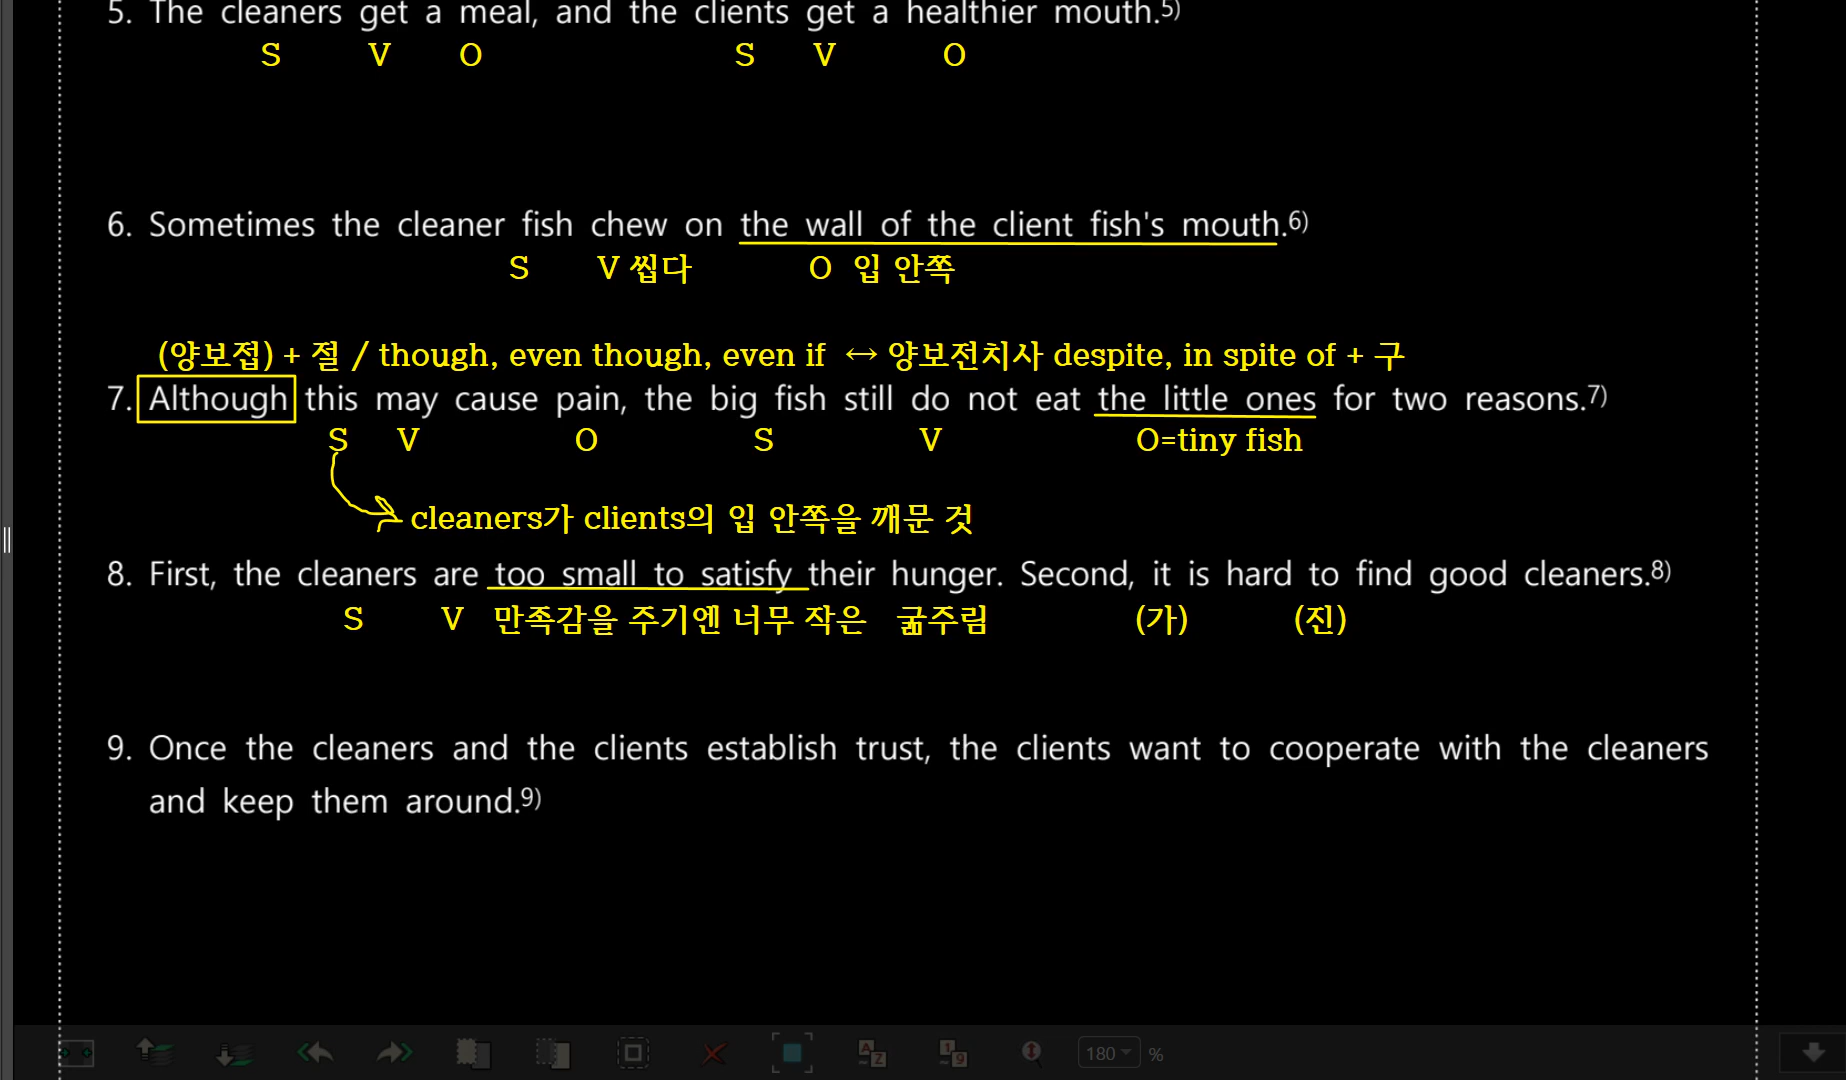 5. The cleaners get a meal, and the clients get a healthier mouth.5)
S V O S V O
6. Sometimes the cleaner fish chew on the wall of the client fish's mouth.6)
S V 씹다 O 입 안쪽
(양보접) + 절 / though, even though, even if ↔ 양보전치사 despite, in spite of + 구
7. Although this may cause pain, the big fish still do not eat the little ones for two reasons.7)
S V O S V O=tiny fish
cleaners가 clients의 입 안쪽을 깨문 것
8. First, the cleaners are too small to satisfy their hunger. Second, it is hard to find good cleaners.8)
S V 만족감을 주기엔 너무 작은 굶주림 (가) (진)
9. Once the cleaners and the clients establish trust, the clients want to cooperate with the cleaners
and keep them around.9)
180 %